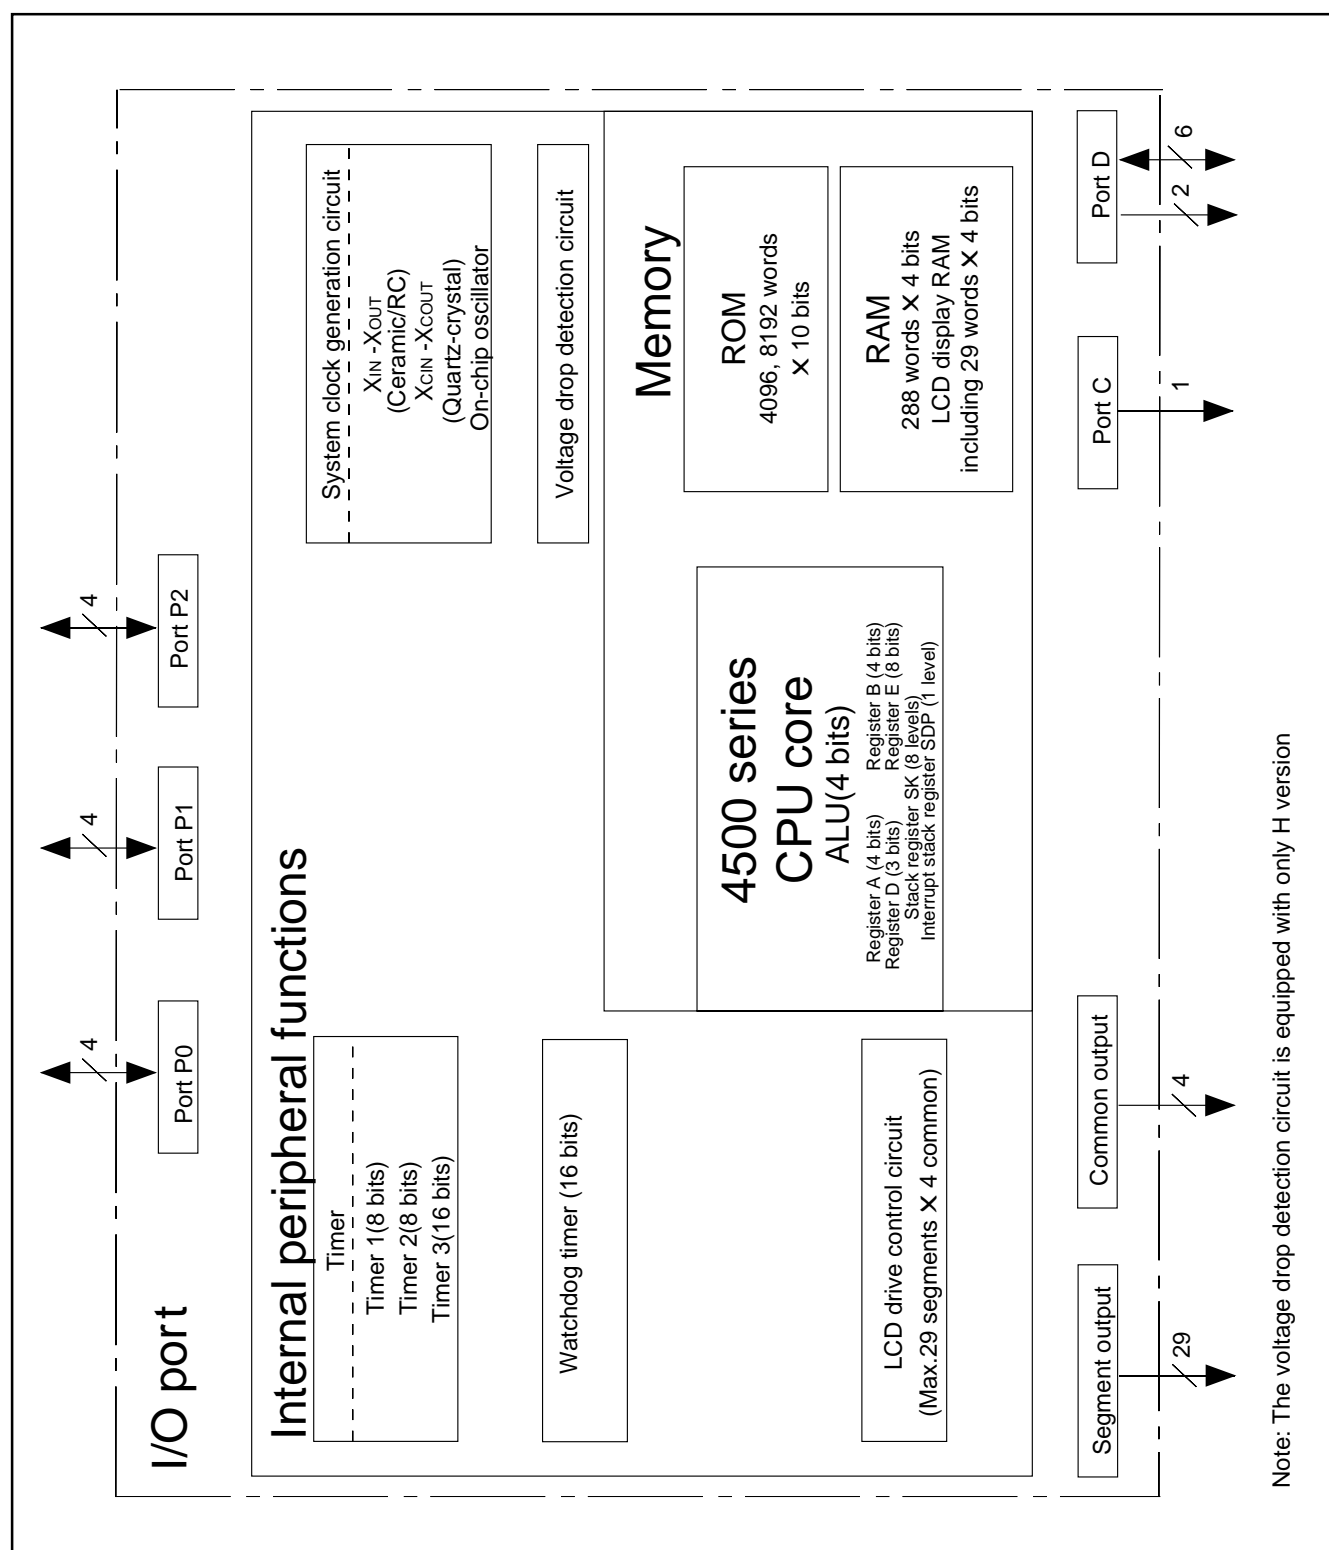 4
4
4
Port P0
Port P1
Port P2
I/O port
Internal peripheral functions
Timer
Timer 1(8 bits)
Timer 2(8 bits)
Timer 3(16 bits)
System clock generation circuit
XIN -XOUT
(Ceramic/RC)
XCIN -XCOUT
(Quartz-crystal)
On-chip oscillator
Watchdog timer (16 bits)
Voltage drop detection circuit
Memory
4500 series
CPU core
ALU(4 bits)
Register A (4 bits) Register B (4 bits)
Register D (3 bits) Register E (8 bits)
Stack register SK (8 levels)
Interrupt stack register SDP (1 level)
ROM
4096, 8192 words
✕ 10 bits
LCD drive control circuit
(Max.29 segments ✕ 4 common)
RAM
288 words ✕ 4 bits
LCD display RAM
including 29 words ✕ 4 bits
Segment output
Common output
Port C
Port D
29
4
1
2
6
Note: The voltage drop detection circuit is equipped with only H version